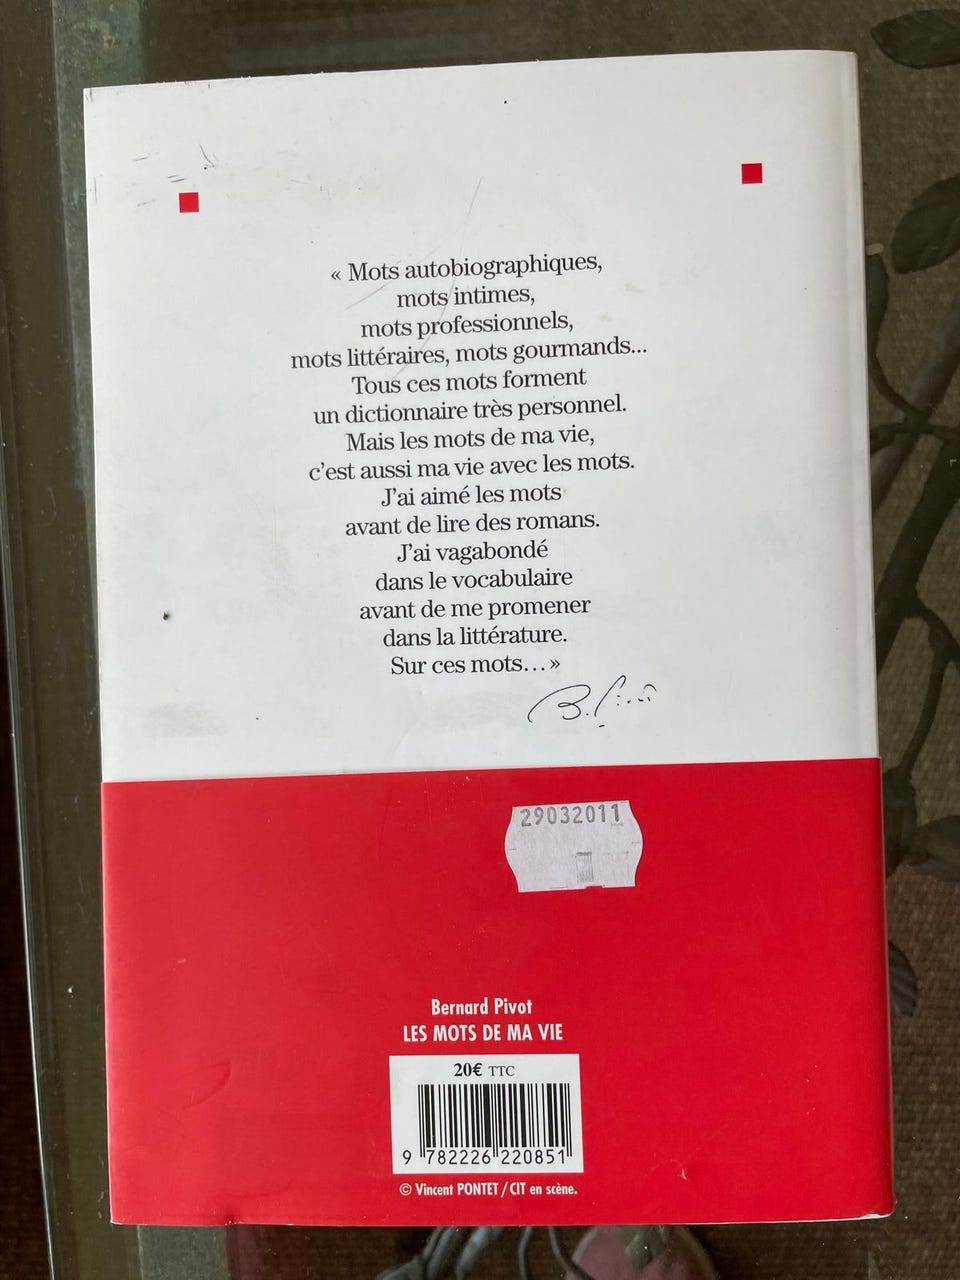 « Mots autobiographiques,
mots intimes,
mots professionnels,
mots littéraires, mots gourmands...
Tous ces mots forment
un dictionnaire très personnel.
Mais les mots de ma vie,
c'est aussi ma vie avec les mots.
J'ai aimé les mots
avant de lire des romans.
J'ai vagabondé
dans le vocabulaire
avant de me promener
dans la littérature.
Sur ces mots... »
B. Pivot
29032011
Bernard Pivot
LES MOTS DE MA VIE
20€ TTC
9 782226 220851
© Vincent PONTET / CIT en scène.